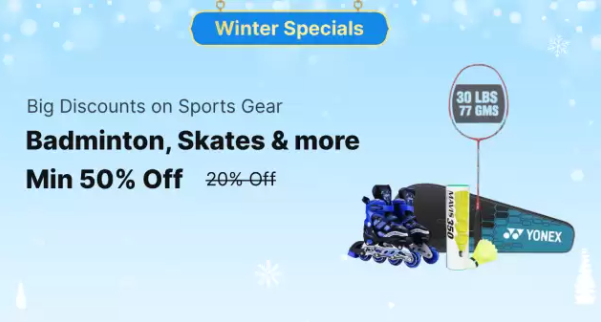 Winter Specials
Big Discounts on Sports Gear
Badminton, Skates & more
Min 50% Off 20% Off
30 LBS
77 GMS
MAVIS 350
YONEX